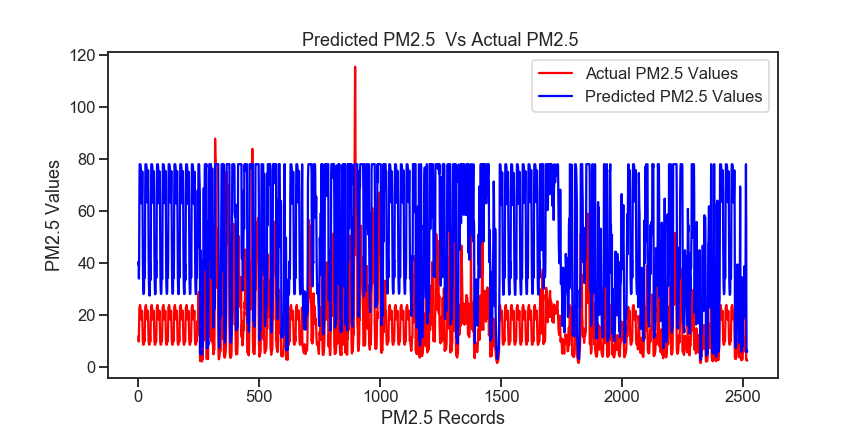 Predicted PM2.5  Vs Actual PM2.5
120
100
80
60
40
20
0
PM2.5 Values
Actual PM2.5 Values
Predicted PM2.5 Values
0 500 1000 1500 2000 2500
PM2.5 Records